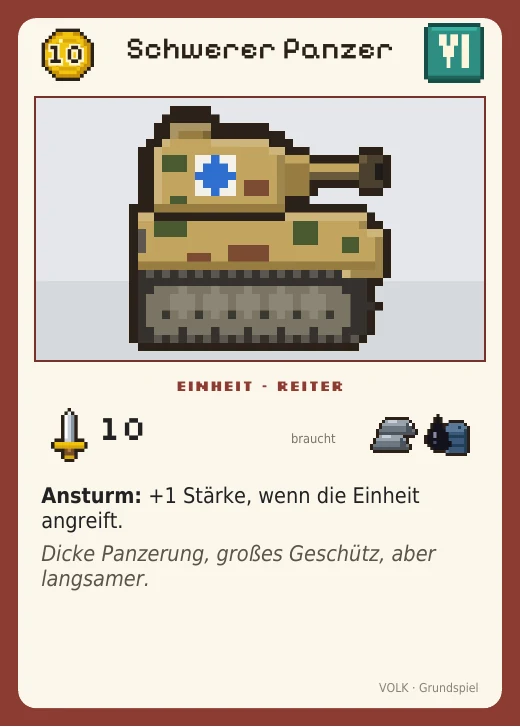 10 Schwerer Panzer VI
EINHEIT - REITER
10 braucht
Ansturm: +1 Stärke, wenn die Einheit
angreift.
Dicke Panzerung, großes Geschütz, aber
langsamer.
VOLK · Grundspiel